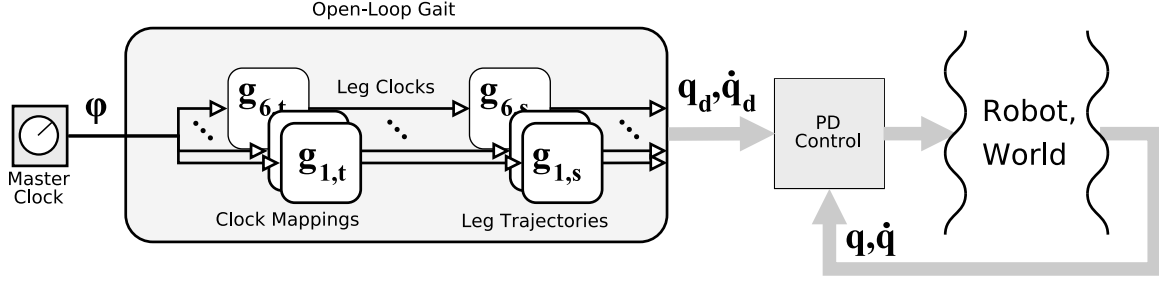 Open-Loop Gait
φ
Master
Clock
g6,t
Leg Clocks
g6,s
g1,t
g1,s
Clock Mappings
Leg Trajectories
qd,q̇d
PD
Control
Robot,
World
q,q̇